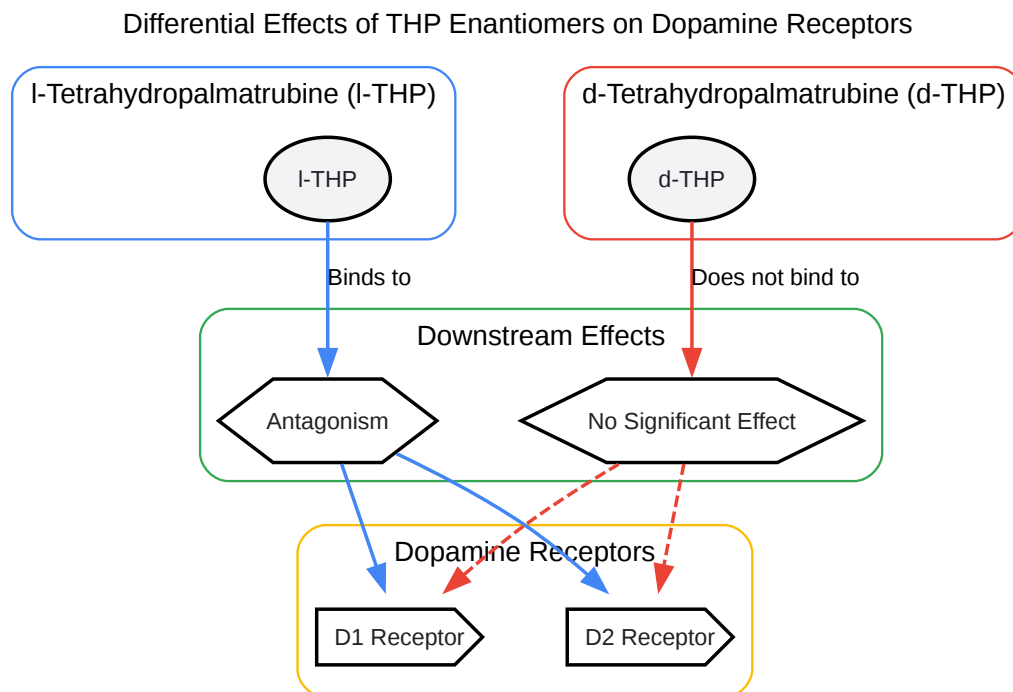 Differential Effects of THP Enantiomers on Dopamine Receptors
l-Tetrahydropalmatrubine (l-THP)
d-Tetrahydropalmatrubine (d-THP)
l-THP
d-THP
Binds to
Does not bind to
Downstream Effects
Antagonism
No Significant Effect
Dopamine Receptors
D1 Receptor
D2 Receptor